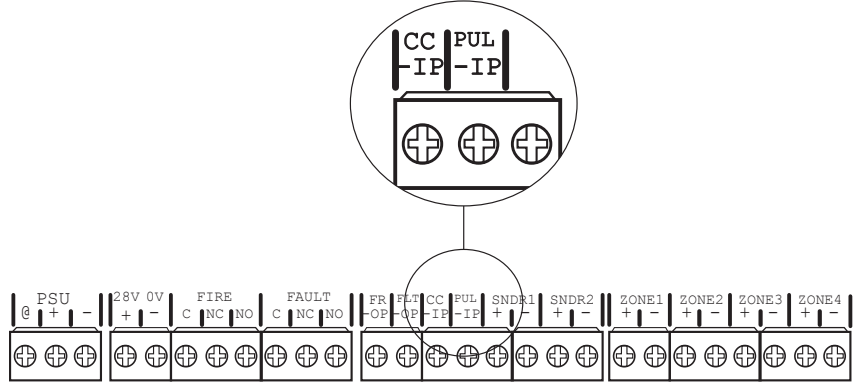 CC PUL
-IP -IP
PSU 28V 0V FIRE FAULT FR FLT CC PUL SNDR1 SNDR2 ZONE1 ZONE2 ZONE3 ZONE4
@ + - + - C NC NO C NC NO -OP -OP -IP -IP + - + - + - + - + - + -